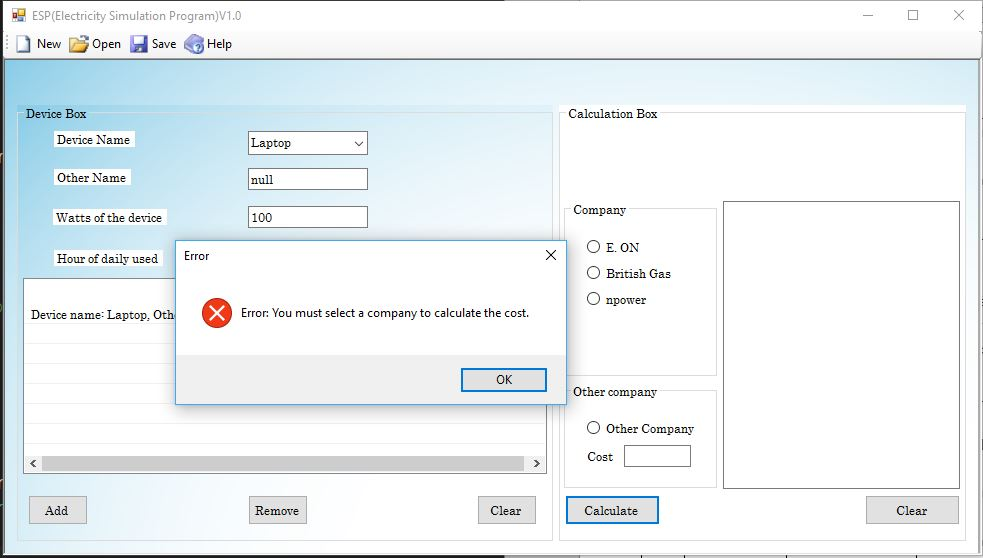 ESP(Electricity Simulation Program)V1.0
New Open Save Help
Device Box
Device Name
Laptop
Other Name
null
Watts of the device
100
Hour of daily used
Device name: Laptop, Oth
Add
Remove
Clear
Error
Error: You must select a company to calculate the cost.
OK
Calculation Box
Company
E. ON
British Gas
npower
Other company
Other Company
Cost
Calculate
Clear